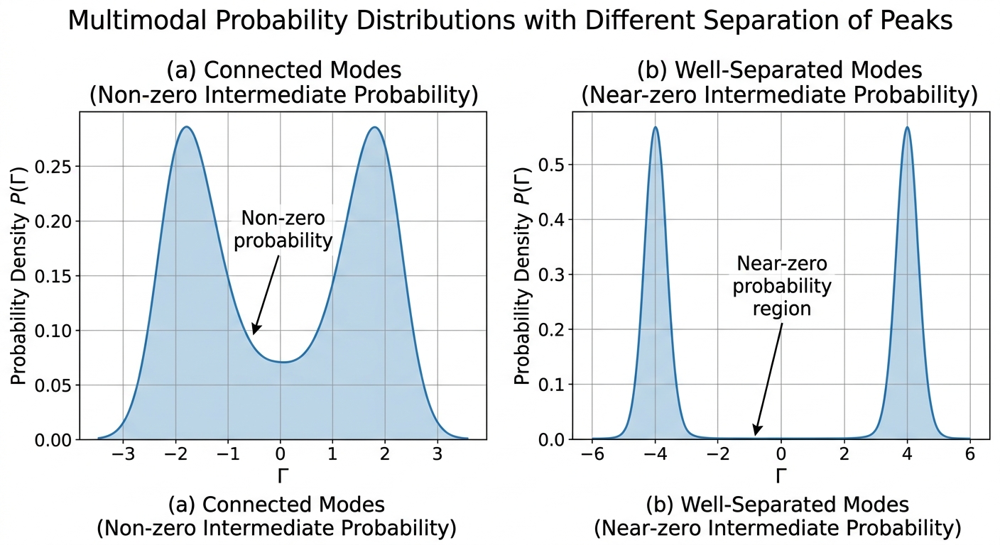 Multimodal Probability Distributions with Different Separation of Peaks
(a) Connected Modes
(Non-zero Intermediate Probability)
Probability Density P(Γ)
0.25
0.20
0.15
0.10
0.05
0.00
Non-zero
probability
−3 −2 −1 0 1 2 3
Γ
(a) Connected Modes
(Non-zero Intermediate Probability)
(b) Well-Separated Modes
(Near-zero Intermediate Probability)
Probability Density P(Γ)
0.5
0.4
0.3
0.2
0.1
0.0
Near-zero
probability
region
−6 −4 −2 0 2 4 6
Γ
(b) Well-Separated Modes
(Near-zero Intermediate Probability)